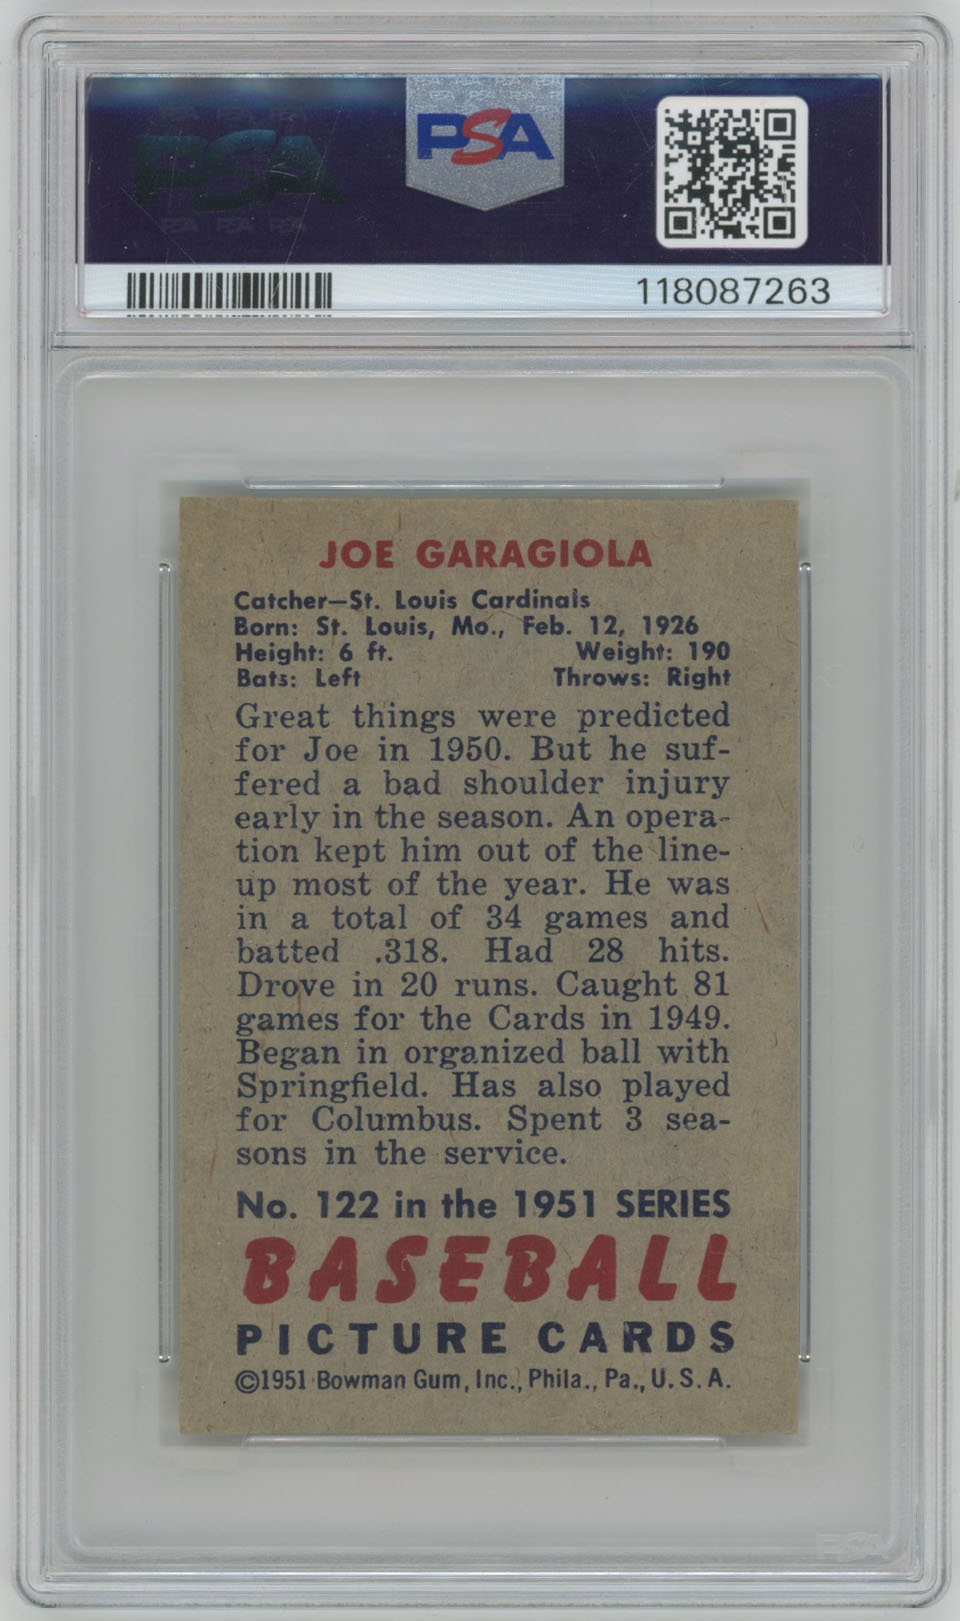 PSA
PSA
118087263
JOE GARAGIOLA
Catcher—St. Louis Cardinals
Born: St. Louis, Mo., Feb. 12, 1926
Height: 6 ft. Weight: 190
Bats: Left Throws: Right
Great things were predicted
for Joe in 1950. But he suf-
fered a bad shoulder injury
early in the season. An opera-
tion kept him out of the line-
up most of the year. He was
in a total of 34 games and
batted .318. Had 28 hits.
Drove in 20 runs. Caught 81
games for the Cards in 1949.
Began in organized ball with
Springfield. Has also played
for Columbus. Spent 3 sea-
sons in the service.
No. 122 in the 1951 SERIES
BASEBALL
PICTURE CARDS
©1951 Bowman Gum, Inc., Phila., Pa., U.S.A.
PSA